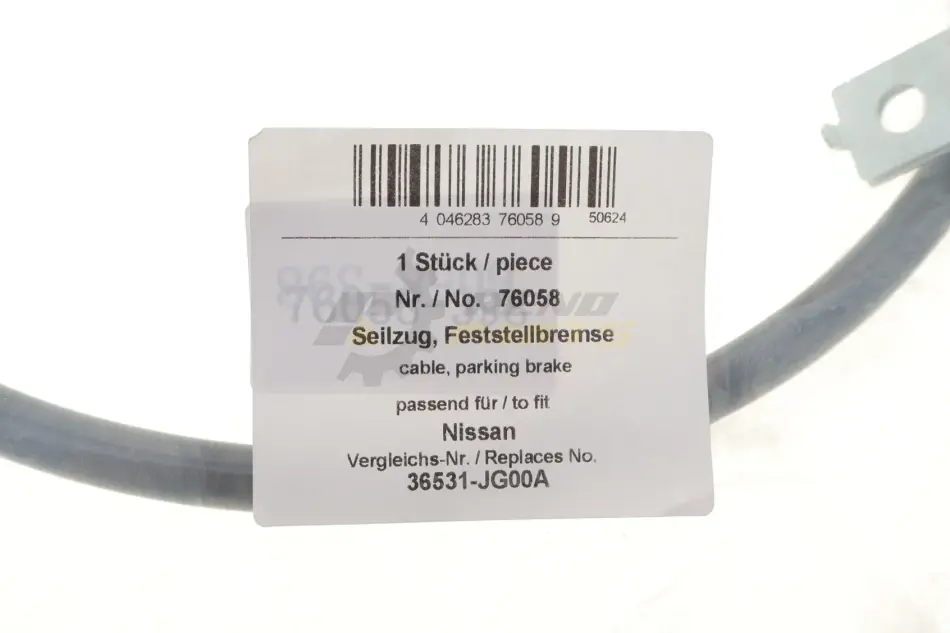 4 046283 76058 9 50624
1 Stück / piece
Nr. / No. 76058
Seilzug, Feststellbremse
cable, parking brake
passend für / to fit
Nissan
Vergleichs-Nr. / Replaces No.
36531-JG00A